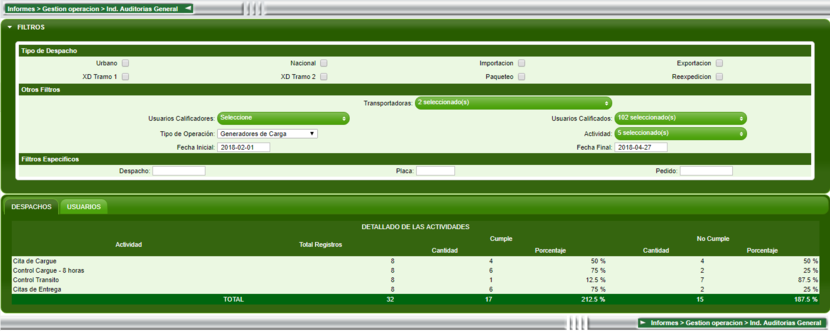 Informes > Gestion operacion > Ind. Auditorias General
FILTROS
Tipo de Despacho
Urbano Nacional Importacion Exportacion
XD Tramo 1 XD Tramo 2 Paqueteo Reexpedicion
Otros Filtros
Transportadoras: 2 seleccionado(s)
Usuarios Calificadores: Seleccione Usuarios Calificados: 102 seleccionado(s)
Tipo de Operación: Generadores de Carga Actividad: 5 seleccionado(s)
Fecha Inicial: 2018-02-01 Fecha Final: 2018-04-27
Filtros Especificos
Despacho: Placa: Pedido:
DESPACHOS USUARIOS
DETALLADO DE LAS ACTIVIDADES
Actividad Total Registros Cumple No Cumple
Cantidad Porcentaje Cantidad Porcentaje
Cita de Cargue 8 4 50 % 4 50 %
Control Cargue - 8 horas 8 6 75 % 2 25 %
Control Transito 8 1 12.5 % 7 87.5 %
Citas de Entrega 8 6 75 % 2 25 %
TOTAL 32 17 212.5 % 15 187.5 %
Informes > Gestion operacion > Ind. Auditorias General